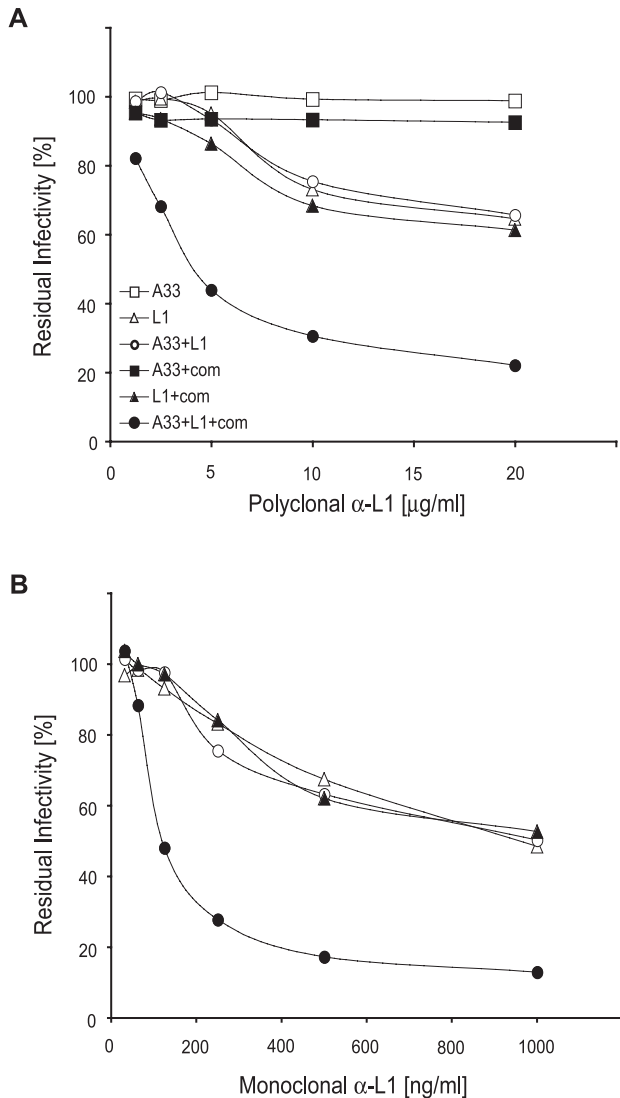 A
Residual Infectivity [%]
100
80
60
40
20
0
A33
L1
A33+L1
A33+com
L1+com
A33+L1+com
0 5 10 15 20
Polyclonal α-L1 [μg/ml]
B
Residual Infectivity [%]
100
80
60
40
20
0
0 200 400 600 800 1000
Monoclonal α-L1 [ng/ml]